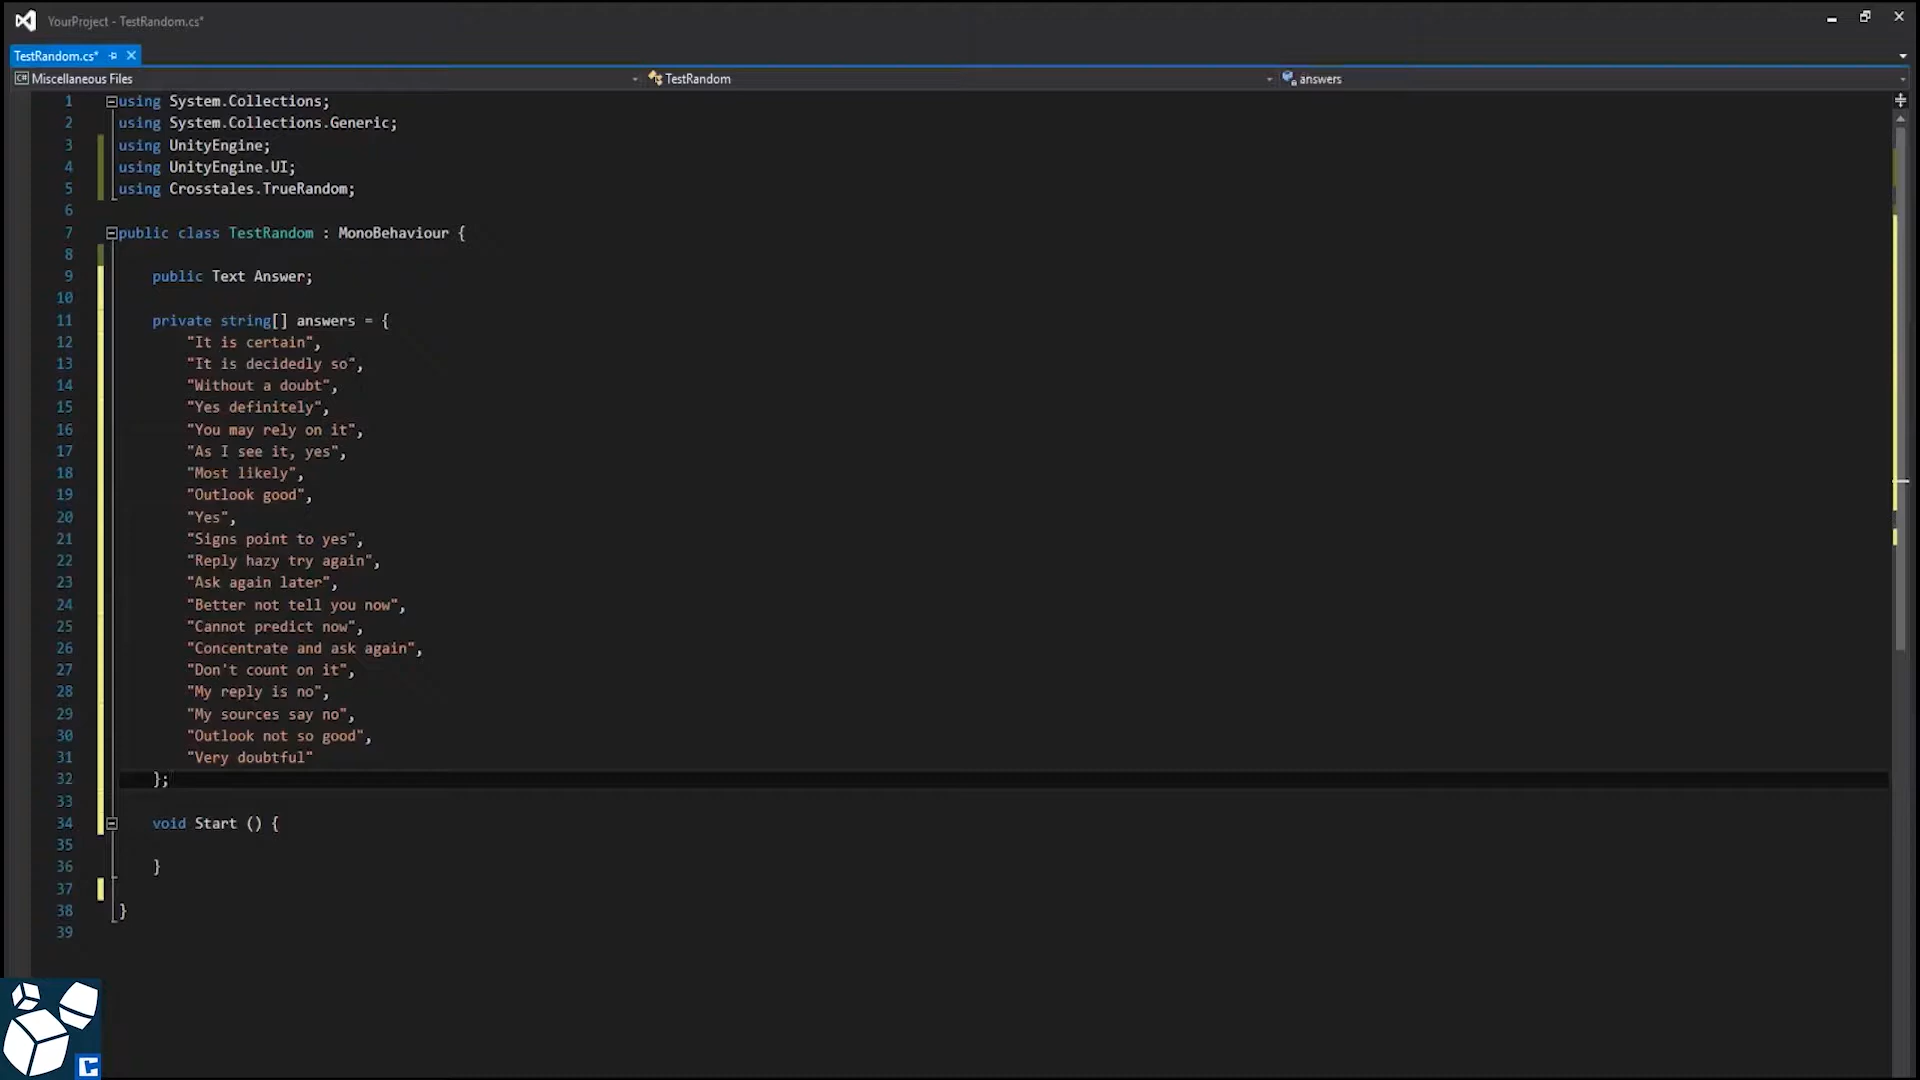 YourProject - TestRandom.cs*
TestRandom.cs*
Miscellaneous Files TestRandom answers
1 using System.Collections;
2 using System.Collections.Generic;
3 using UnityEngine;
4 using UnityEngine.UI;
5 using Crosstales.TrueRandom;
6
7 public class TestRandom : MonoBehaviour {
8
9 public Text Answer;
10
11 private string[] answers = {
12 "It is certain",
13 "It is decidedly so",
14 "Without a doubt",
15 "Yes definitely",
16 "You may rely on it",
17 "As I see it, yes",
18 "Most likely",
19 "Outlook good",
20 "Yes",
21 "Signs point to yes",
22 "Reply hazy try again",
23 "Ask again later",
24 "Better not tell you now",
25 "Cannot predict now",
26 "Concentrate and ask again",
27 "Don't count on it",
28 "My reply is no",
29 "My sources say no",
30 "Outlook not so good",
31 "Very doubtful"
32 };
33
34 void Start () {
35
36 }
37
38 }
39